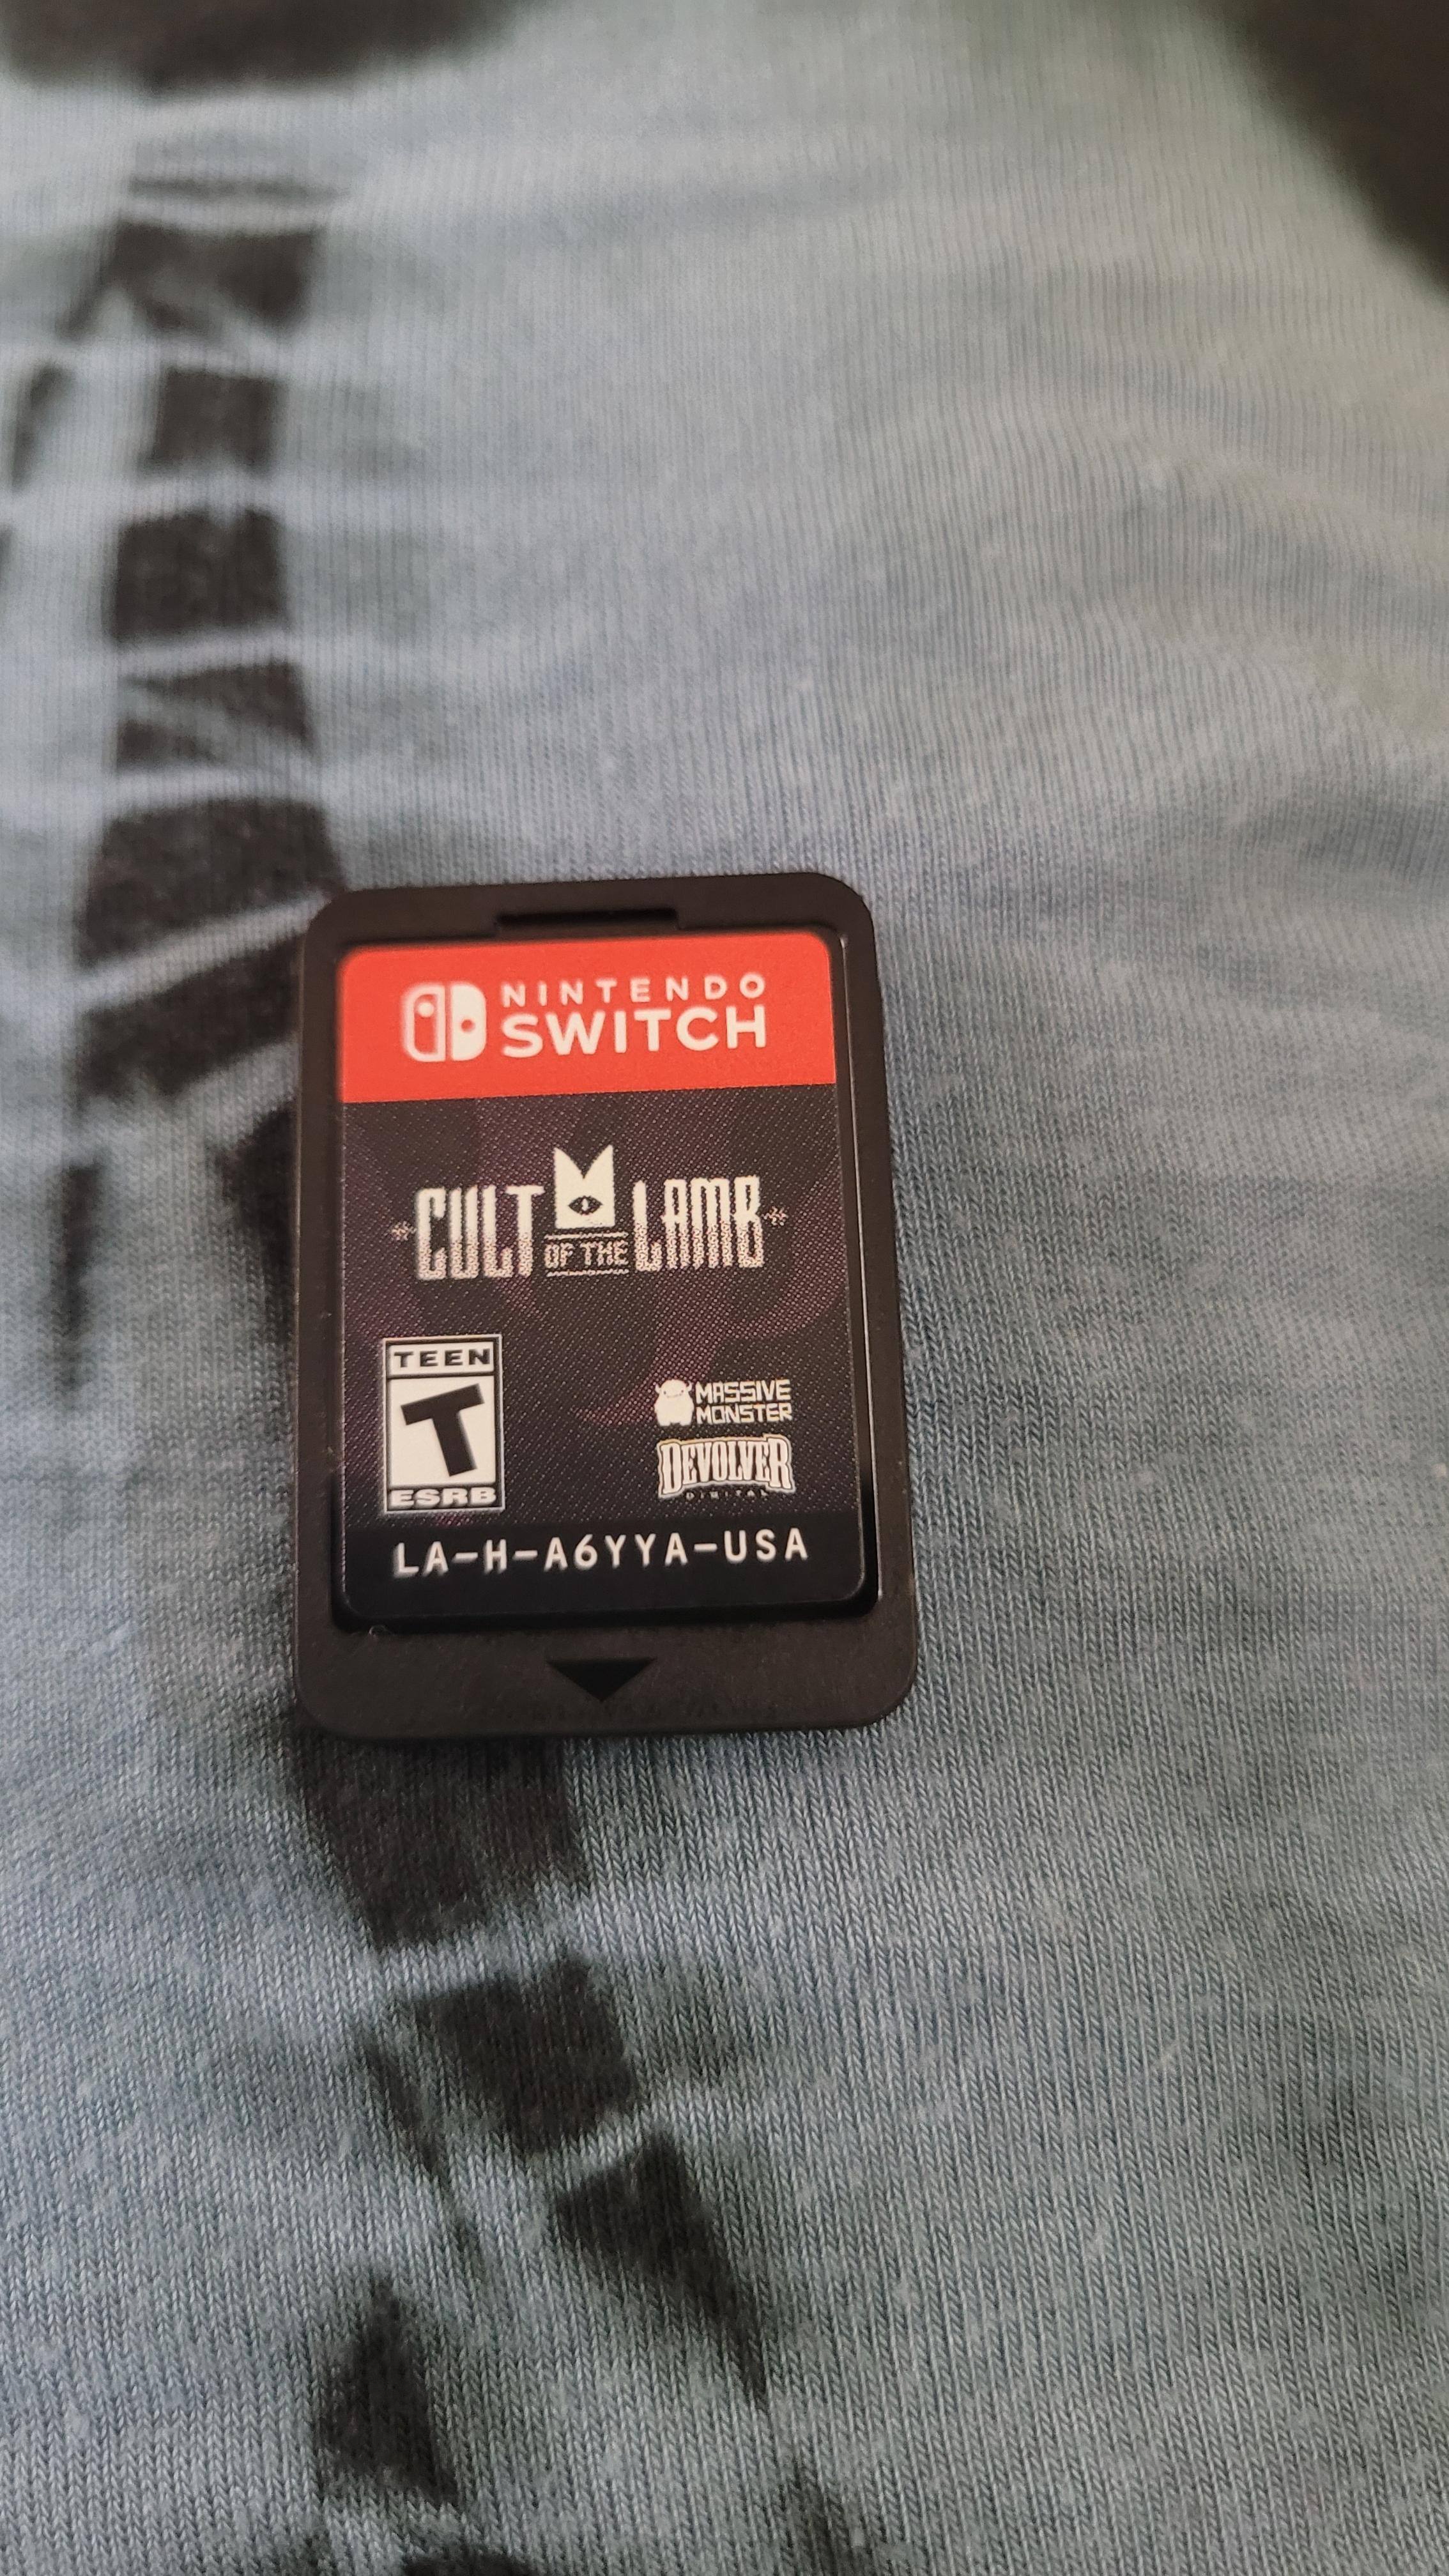 NINTENDO
SWITCH
CULT OF THE LAMB
TEEN
T
ESRB
MASSIVE
MONSTER
DEVOLVER
DIGITAL
LA-H-A6YYA-USA